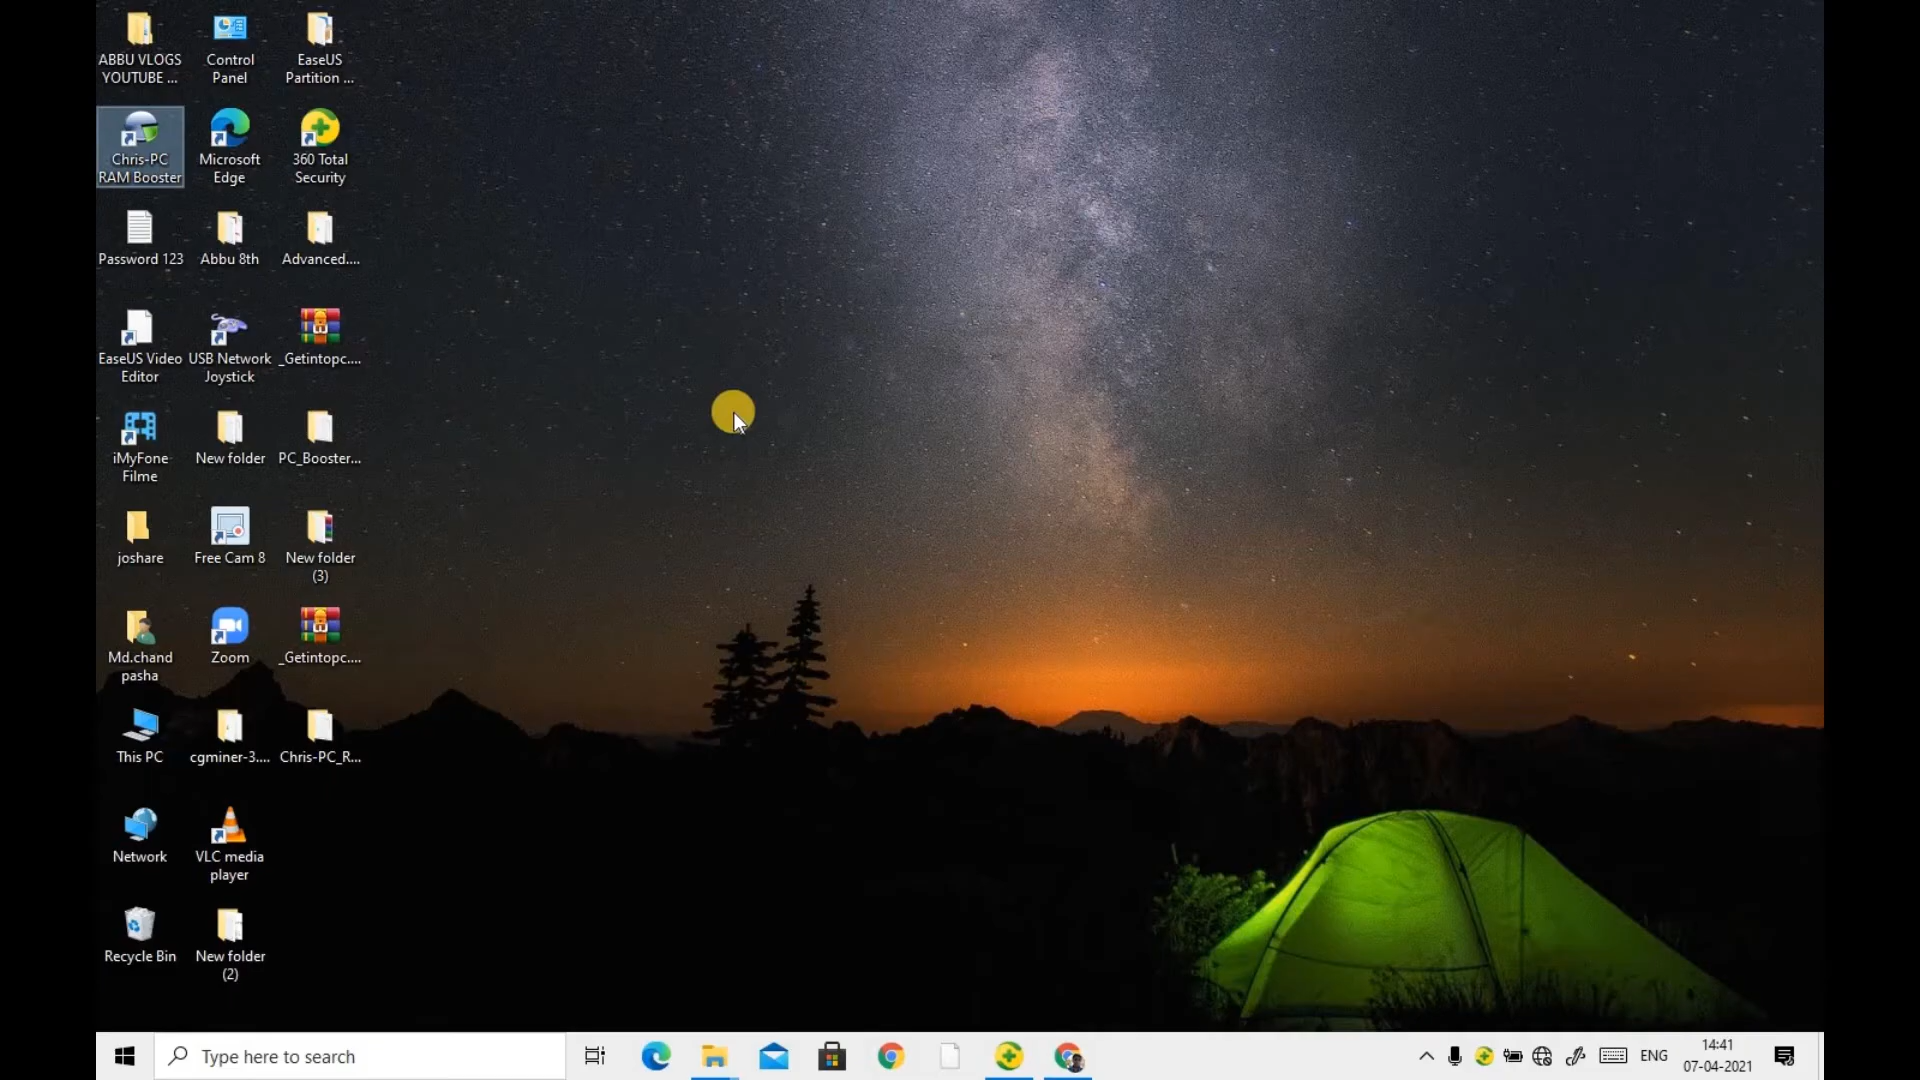 ABBU VLOGS
YOUTUBE ...
Control
Panel
EaseUS
Partition ...
Chris-PC
RAM Booster
Microsoft
Edge
360 Total
Security
Password 123
Abbu 8th
Advanced....
EaseUS Video
Editor
USB Network
Joystick
_Getintopc....
iMyFone
Filme
New folder
PC_Booster...
joshare
Free Cam 8
New folder
(3)
Md.chand
pasha
Zoom
_Getintopc....
This PC
cgminer-3....
Chris-PC_R...
Network
VLC media
player
Recycle Bin
New folder
(2)
Type here to search
ENG
14:41
07-04-2021